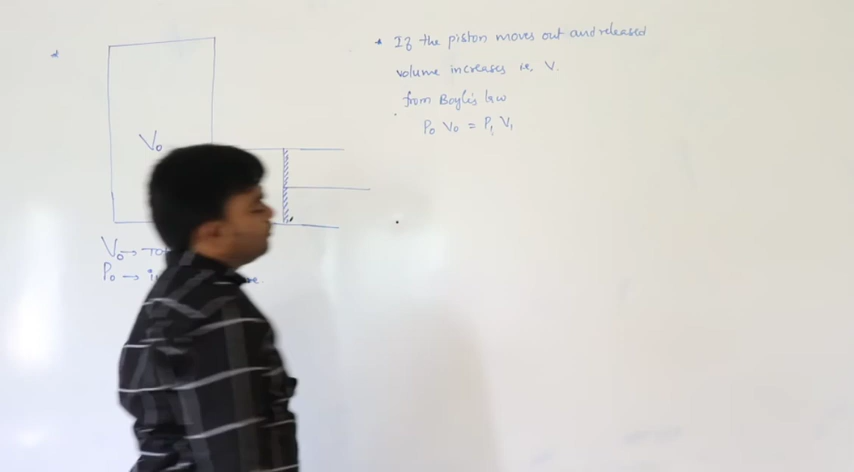 V₀
V₀ → To
P₀ → i
* If the piston moves out and released
volume increases i.e, V.
from Boyle's law
P₀ V₀ = P₁ V₁